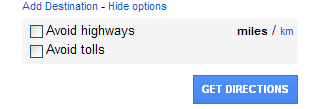 Add Destination - Hide options
Avoid highways miles / km
Avoid tolls
GET DIRECTIONS